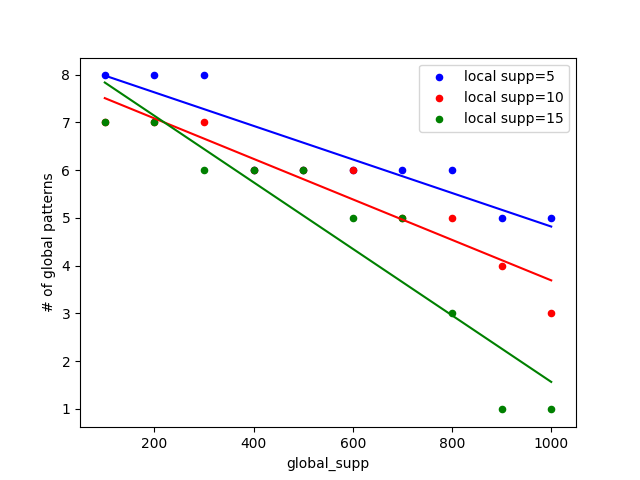 local supp=5
local supp=10
local supp=15
# of global patterns
8
7
6
5
4
3
2
1
200 400 600 800 1000
global_supp